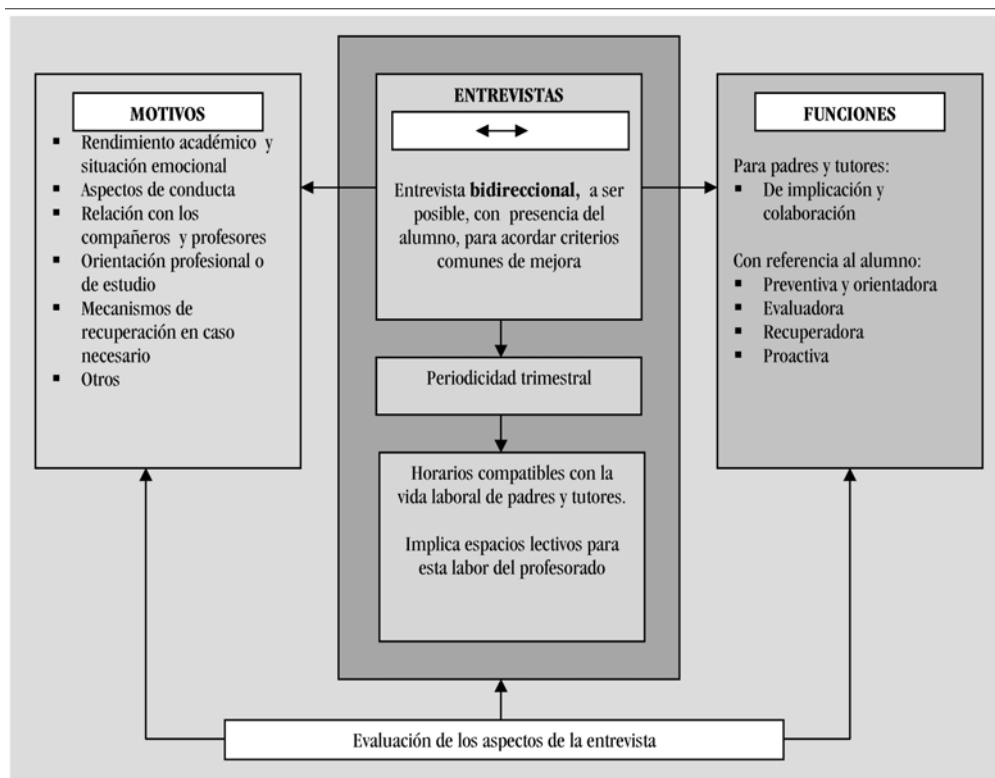 MOTIVOS
▪ Rendimiento académico y
situación emocional
▪ Aspectos de conducta
▪ Relación con los
compañeros y profesores
▪ Orientación profesional o
de estudio
▪ Mecanismos de
recuperación en caso
necesario
▪ Otros
ENTREVISTAS
Entrevista bidireccional, a ser
posible, con presencia del
alumno, para acordar criterios
comunes de mejora
Periodicidad trimestral
Horarios compatibles con la
vida laboral de padres y tutores.
Implica espacios lectivos para
esta labor del profesorado
FUNCIONES
Para padres y tutores:
▪ De implicación y
colaboración
Con referencia al alumno:
▪ Preventiva y orientadora
▪ Evaluadora
▪ Recuperadora
▪ Proactiva
Evaluación de los aspectos de la entrevista